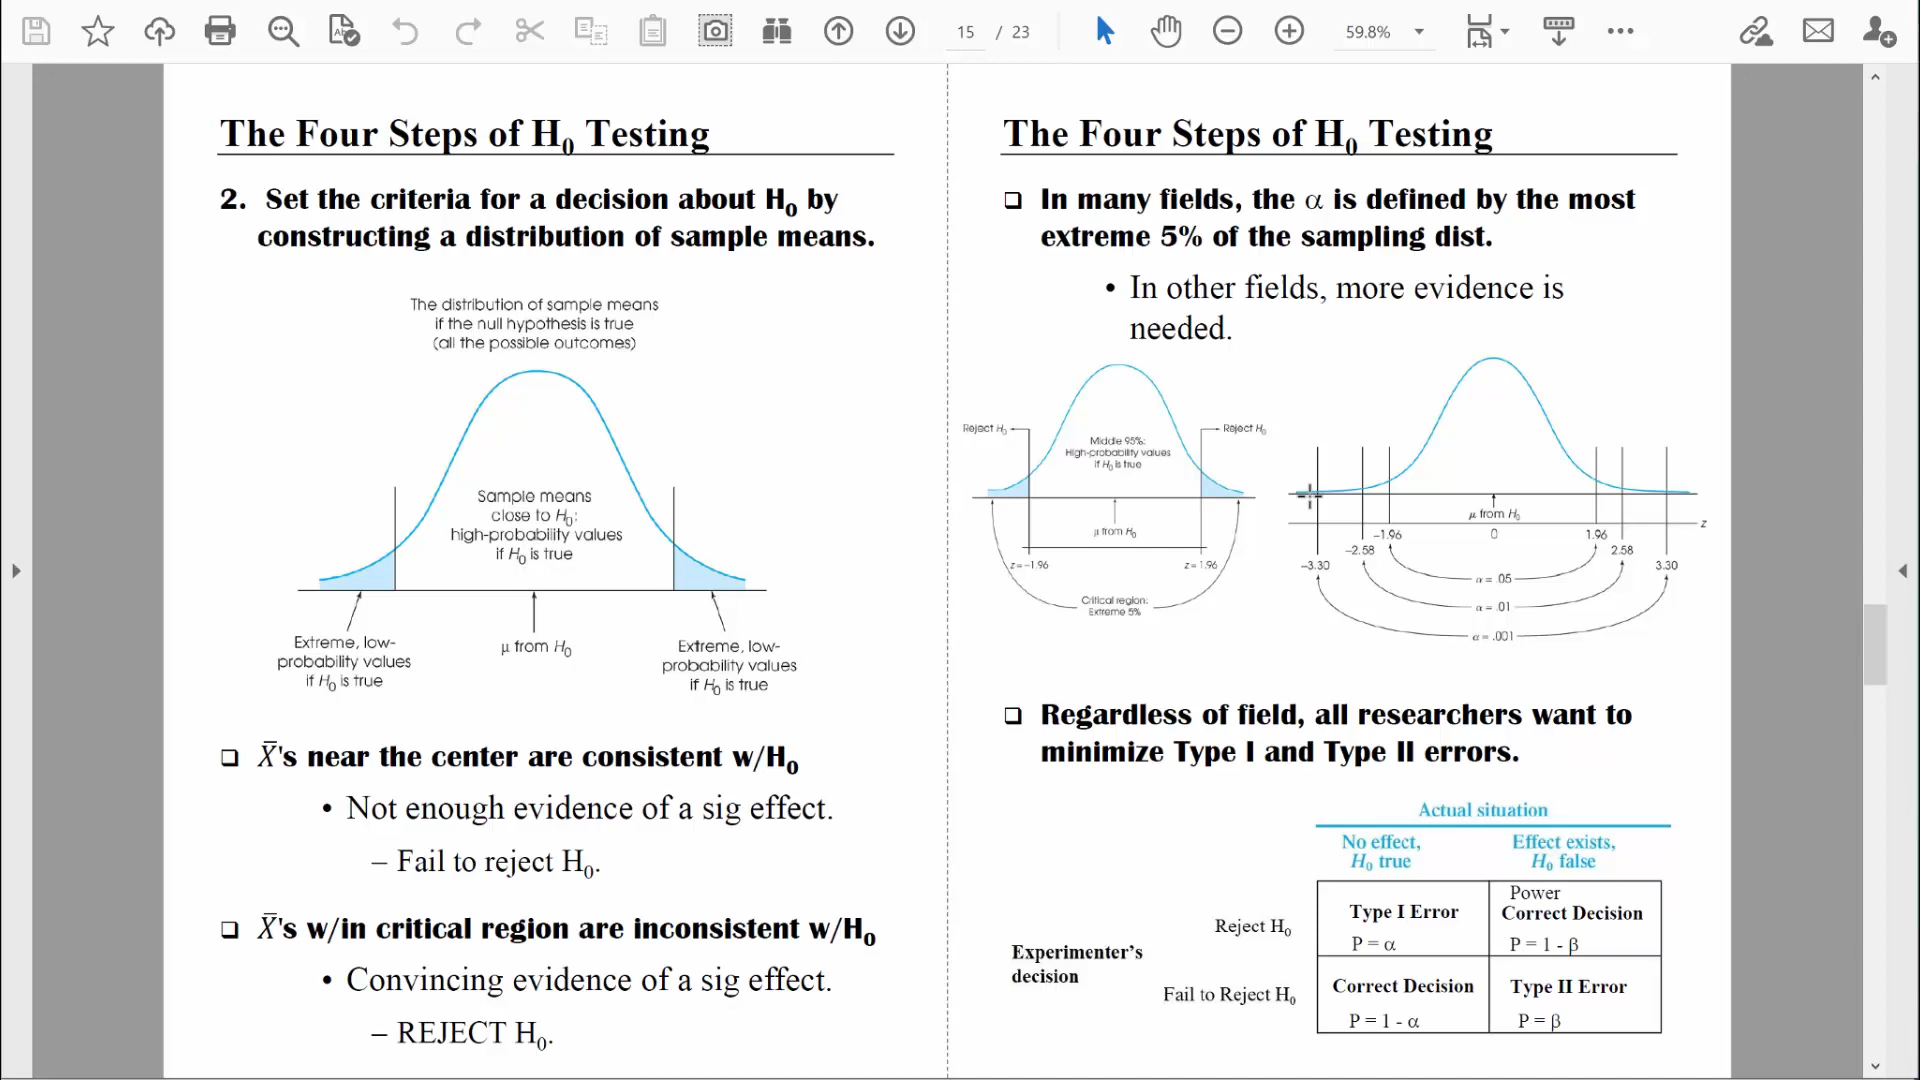 15 / 23
59.8%
The Four Steps of H0 Testing
2. Set the criteria for a decision about H0 by
constructing a distribution of sample means.
The distribution of sample means
if the null hypothesis is true
(all the possible outcomes)
Sample means
close to H0:
high-probability values
if H0 is true
Extreme, low-
probability values
if H0 is true
μ from H0
Extreme, low-
probability values
if H0 is true
❑ X̅'s near the center are consistent w/H0
• Not enough evidence of a sig effect.
– Fail to reject H0.
❑ X̅'s w/in critical region are inconsistent w/H0
• Convincing evidence of a sig effect.
– REJECT H0.
The Four Steps of H0 Testing
❑ In many fields, the α is defined by the most
extreme 5% of the sampling dist.
• In other fields, more evidence is
needed.
Reject H0
Reject H0
Middle 95%:
High-probability values
if H0 is true
μ from H0
z = -1.96
z = 1.96
Critical region:
Extreme 5%
μ from H0
z
-1.96
0
1.96
-2.58
2.58
-3.30
3.30
α = .05
α = .01
α = .001
❑ Regardless of field, all researchers want to
minimize Type I and Type II errors.
Actual situation
No effect,
H0 true
Effect exists,
H0 false
Experimenter's
decision
Reject H0
Type I Error
P = α
Power
Correct Decision
P = 1 - β
Fail to Reject H0
Correct Decision
P = 1 - α
Type II Error
P = β